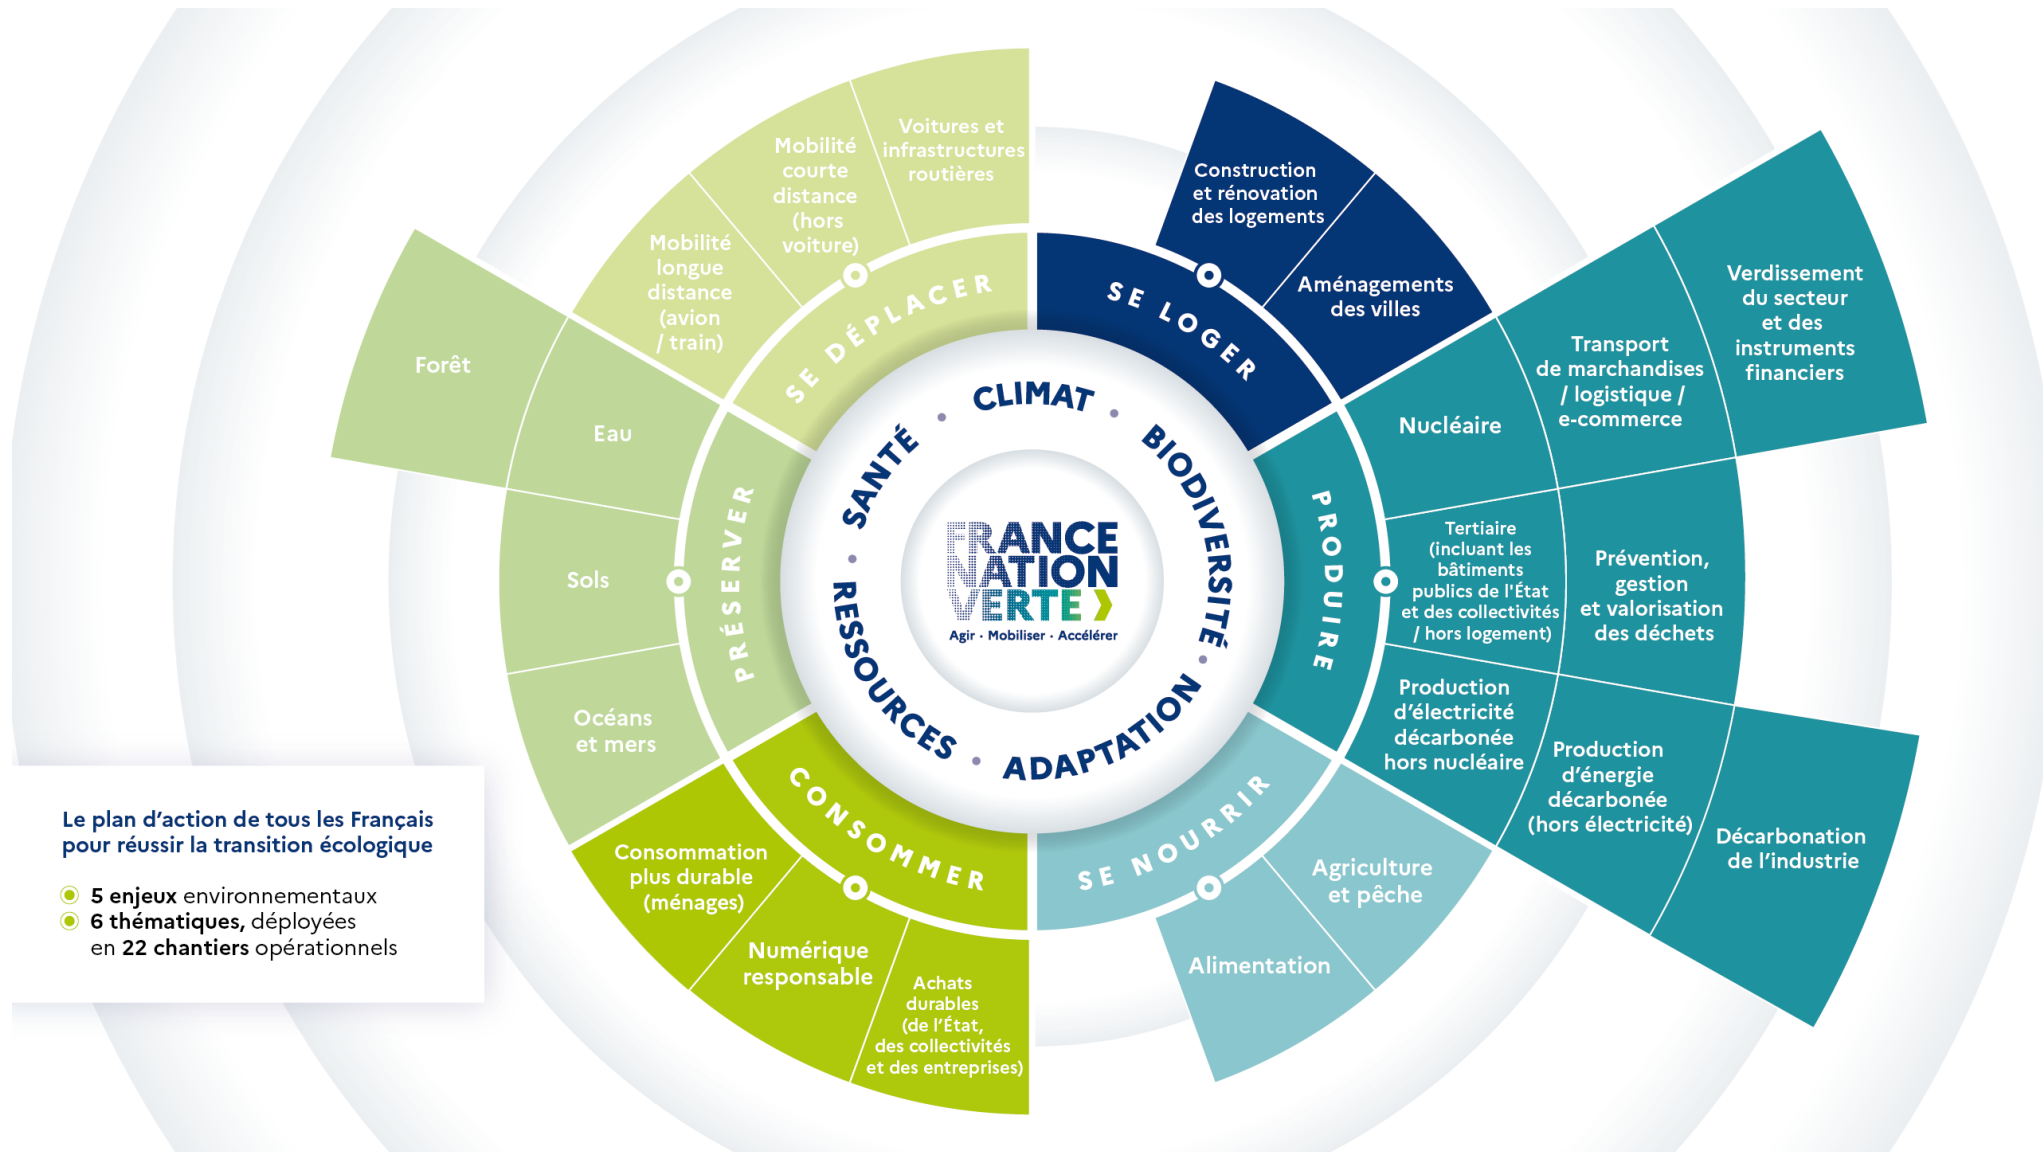 Voitures et
infrastructures
routières
Mobilité
courte
distance
(hors
voiture)
Mobilité
longue
distance
(avion
/ train)
SE DÉPLACER
Construction
et rénovation
des logements
Aménagements
des villes
SE LOGER
Verdissement
du secteur
et des
instruments
financiers
Transport
de marchandises
/ logistique /
e-commerce
Nucléaire
Tertiaire
(incluant les
bâtiments
publics de l'État
et des collectivités
/ hors logement)
Prévention,
gestion
et valorisation
des déchets
Production
d’électricité
décarbonée
hors nucléaire
Production
d’énergie
décarbonée
(hors électricité)
Décarbonation
de l’industrie
PRODUIRE
Agriculture
et pêche
Alimentation
SE NOURRIR
Consommation
plus durable
(ménages)
Numérique
responsable
Achats
durables
(de l’État,
des collectivités
et des entreprises)
CONSOMMER
Forêt
Eau
Sols
Océans
et mers
PRÉSERVER
CLIMAT •
BIODIVERSITÉ •
ADAPTATION •
RESSOURCES •
SANTÉ •
FRANCE
NATION
VERTE
Agir · Mobiliser · Accélérer
Le plan d’action de tous les Français
pour réussir la transition écologique
5 enjeux environnementaux
6 thématiques, déployées
en 22 chantiers opérationnels